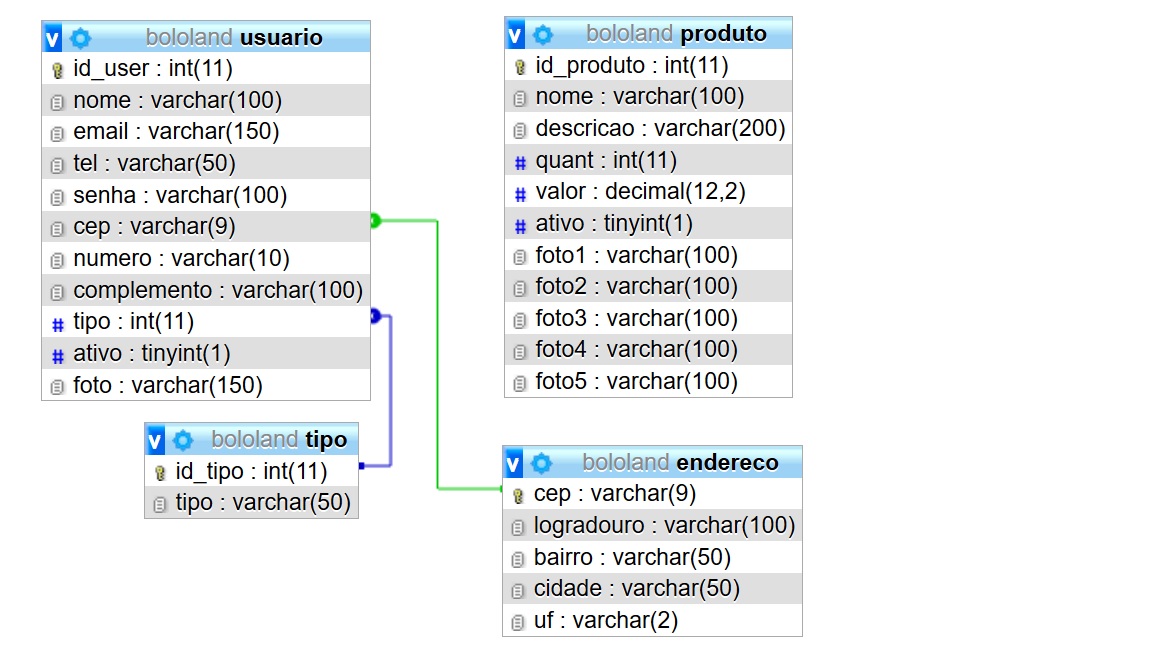 v bololand usuario
id_user : int(11)
nome : varchar(100)
email : varchar(150)
tel : varchar(50)
senha : varchar(100)
cep : varchar(9)
numero : varchar(10)
complemento : varchar(100)
# tipo : int(11)
# ativo : tinyint(1)
foto : varchar(150)
v bololand produto
id_produto : int(11)
nome : varchar(100)
descricao : varchar(200)
# quant : int(11)
# valor : decimal(12,2)
# ativo : tinyint(1)
foto1 : varchar(100)
foto2 : varchar(100)
foto3 : varchar(100)
foto4 : varchar(100)
foto5 : varchar(100)
v bololand tipo
id_tipo : int(11)
tipo : varchar(50)
v bololand endereco
cep : varchar(9)
logradouro : varchar(100)
bairro : varchar(50)
cidade : varchar(50)
uf : varchar(2)